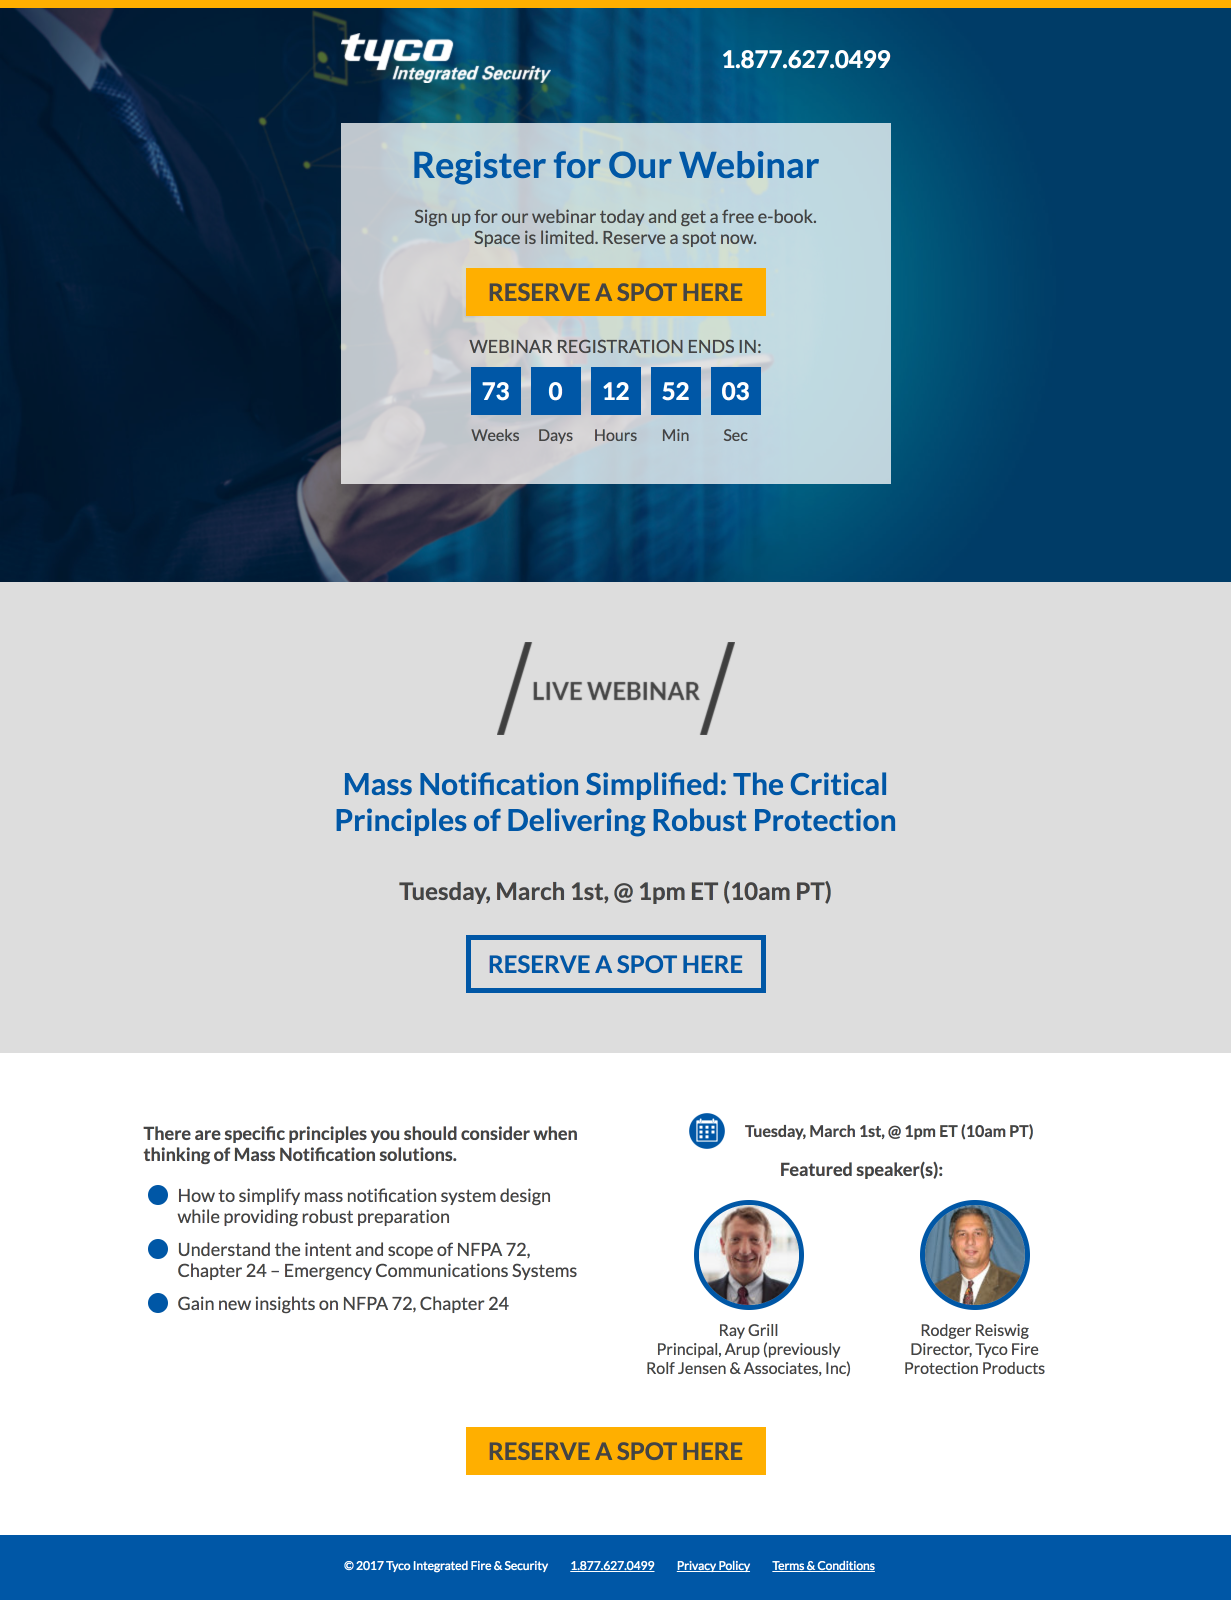 tyco
Integrated Security
1.877.627.0499
Register for Our Webinar
Sign up for our webinar today and get a free e-book.
Space is limited. Reserve a spot now.
RESERVE A SPOT HERE
WEBINAR REGISTRATION ENDS IN:
73 0 12 52 03
Weeks Days Hours Min Sec
LIVE WEBINAR
Mass Notification Simplified: The Critical
Principles of Delivering Robust Protection
Tuesday, March 1st, @ 1pm ET (10am PT)
RESERVE A SPOT HERE
There are specific principles you should consider when
thinking of Mass Notification solutions.
How to simplify mass notification system design
while providing robust preparation
Understand the intent and scope of NFPA 72,
Chapter 24 – Emergency Communications Systems
Gain new insights on NFPA 72, Chapter 24
Tuesday, March 1st, @ 1pm ET (10am PT)
Featured speaker(s):
Ray Grill
Principal, Arup (previously
Rolf Jensen & Associates, Inc)
Rodger Reiswig
Director, Tyco Fire
Protection Products
RESERVE A SPOT HERE
© 2017 Tyco Integrated Fire & Security 1.877.627.0499 Privacy Policy Terms & Conditions